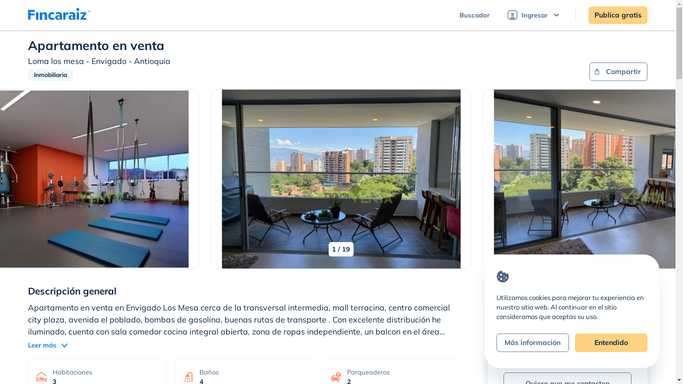 Fincaraiz
Buscador
Ingresar
Publica gratis
Apartamento en venta
Loma los mesa - Envigado - Antioquia
Inmobiliaria
Compartir
1 / 19
Descripción general
Apartamento en venta en Envigado Los Mesa cerca de la transversal intermedia, mall terracina, centro comercial
city plaza, avenida el poblado, bombas de gasolina, buenas rutas de transporte . Con excelente distribución he
iluminado, cuenta con sala comedor cocina integral abierta, zona de ropas independiente, un balcon en el área...
Leer más
Habitaciones
3
Baños
4
Parqueaderos
2
Utilizamos cookies para mejorar tu experiencia en
nuestro sitio web. Al continuar en el sitio
consideramos que aceptas su uso.
Más información
Entendido
Quiero que me contacten